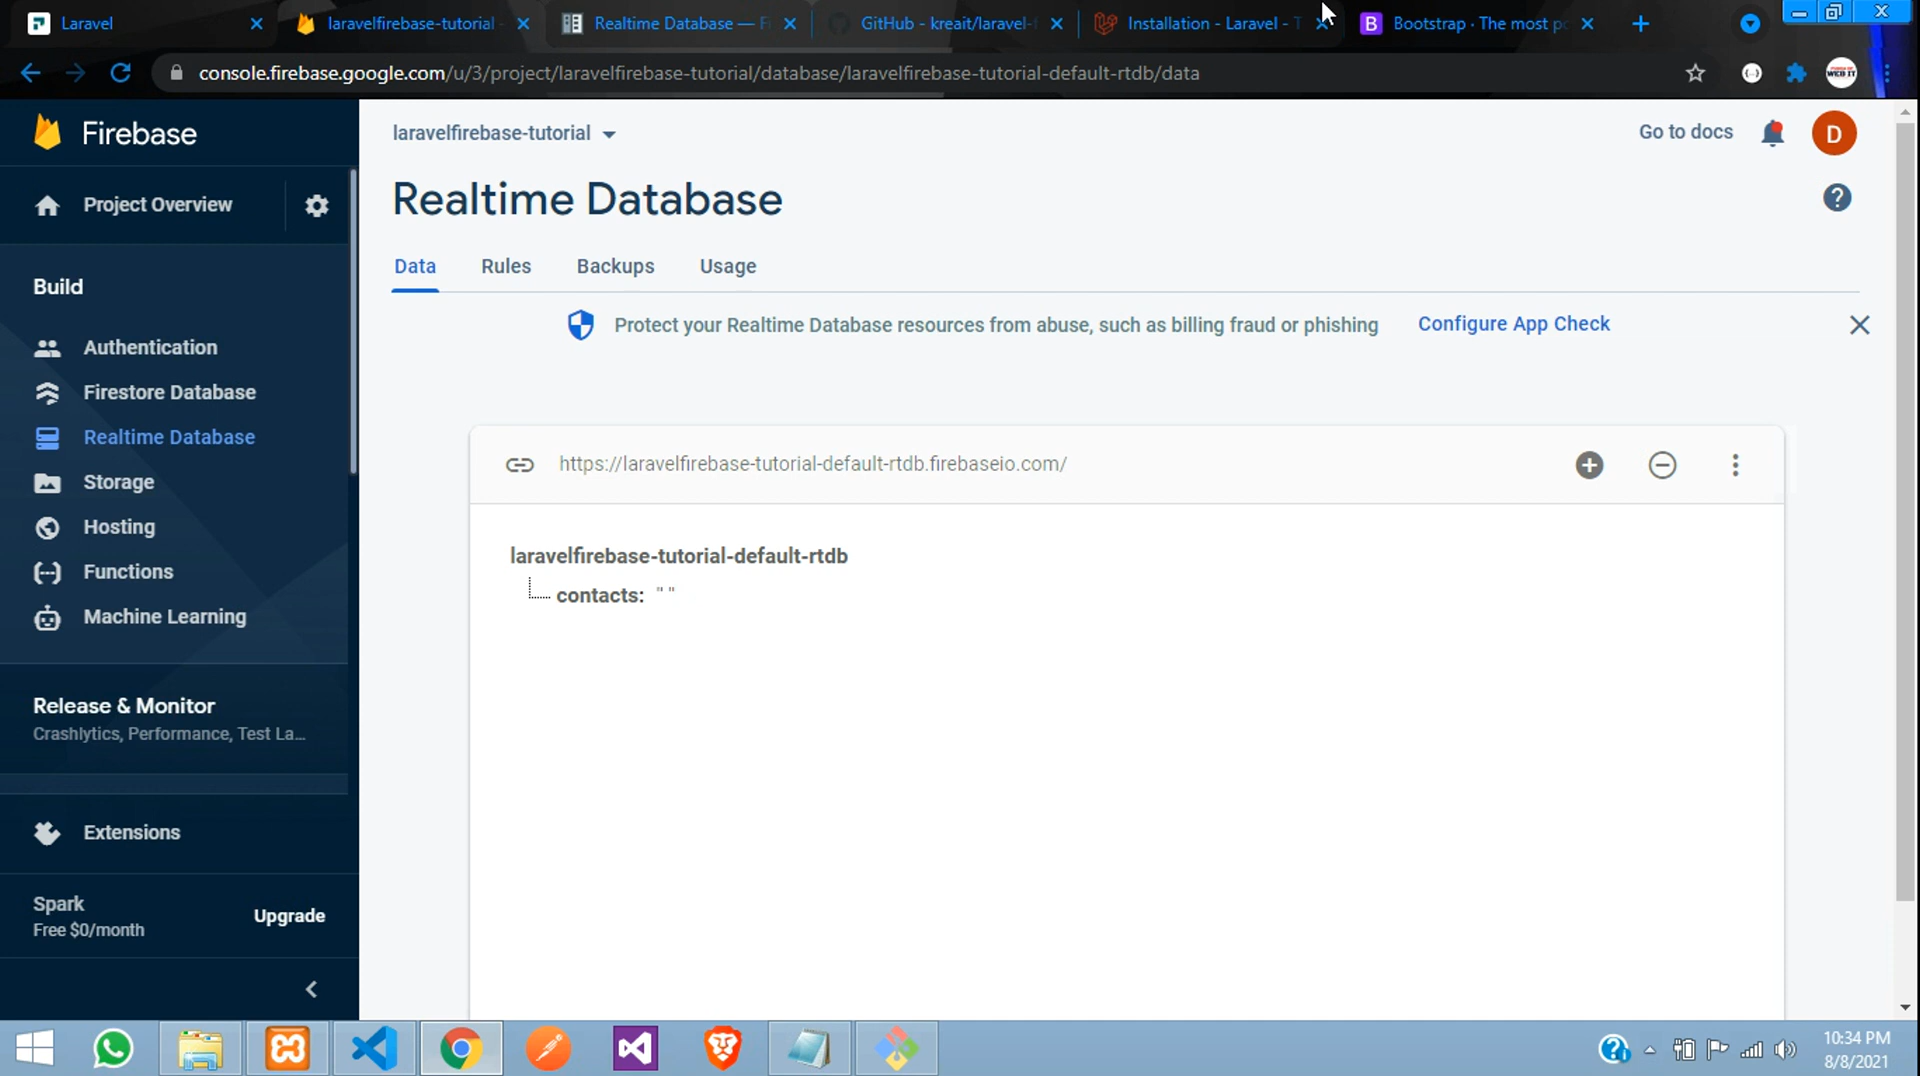 Laravel
laravelfirebase-tutorial -
Realtime Database — F
GitHub - kreait/laravel-f
Installation - Laravel - T
Bootstrap · The most po
console.firebase.google.com/u/3/project/laravelfirebase-tutorial/database/laravelfirebase-tutorial-default-rtdb/data
WEB IT
Firebase
laravelfirebase-tutorial
Go to docs
D
Project Overview
Realtime Database
Data
Rules
Backups
Usage
Build
Protect your Realtime Database resources from abuse, such as billing fraud or phishing
Configure App Check
Authentication
Firestore Database
Realtime Database
Storage
Hosting
Functions
Machine Learning
https://laravelfirebase-tutorial-default-rtdb.firebaseio.com/
laravelfirebase-tutorial-default-rtdb
contacts: " "
Release & Monitor
Crashlytics, Performance, Test La...
Extensions
Spark
Free $0/month
Upgrade
10:34 PM
8/8/2021